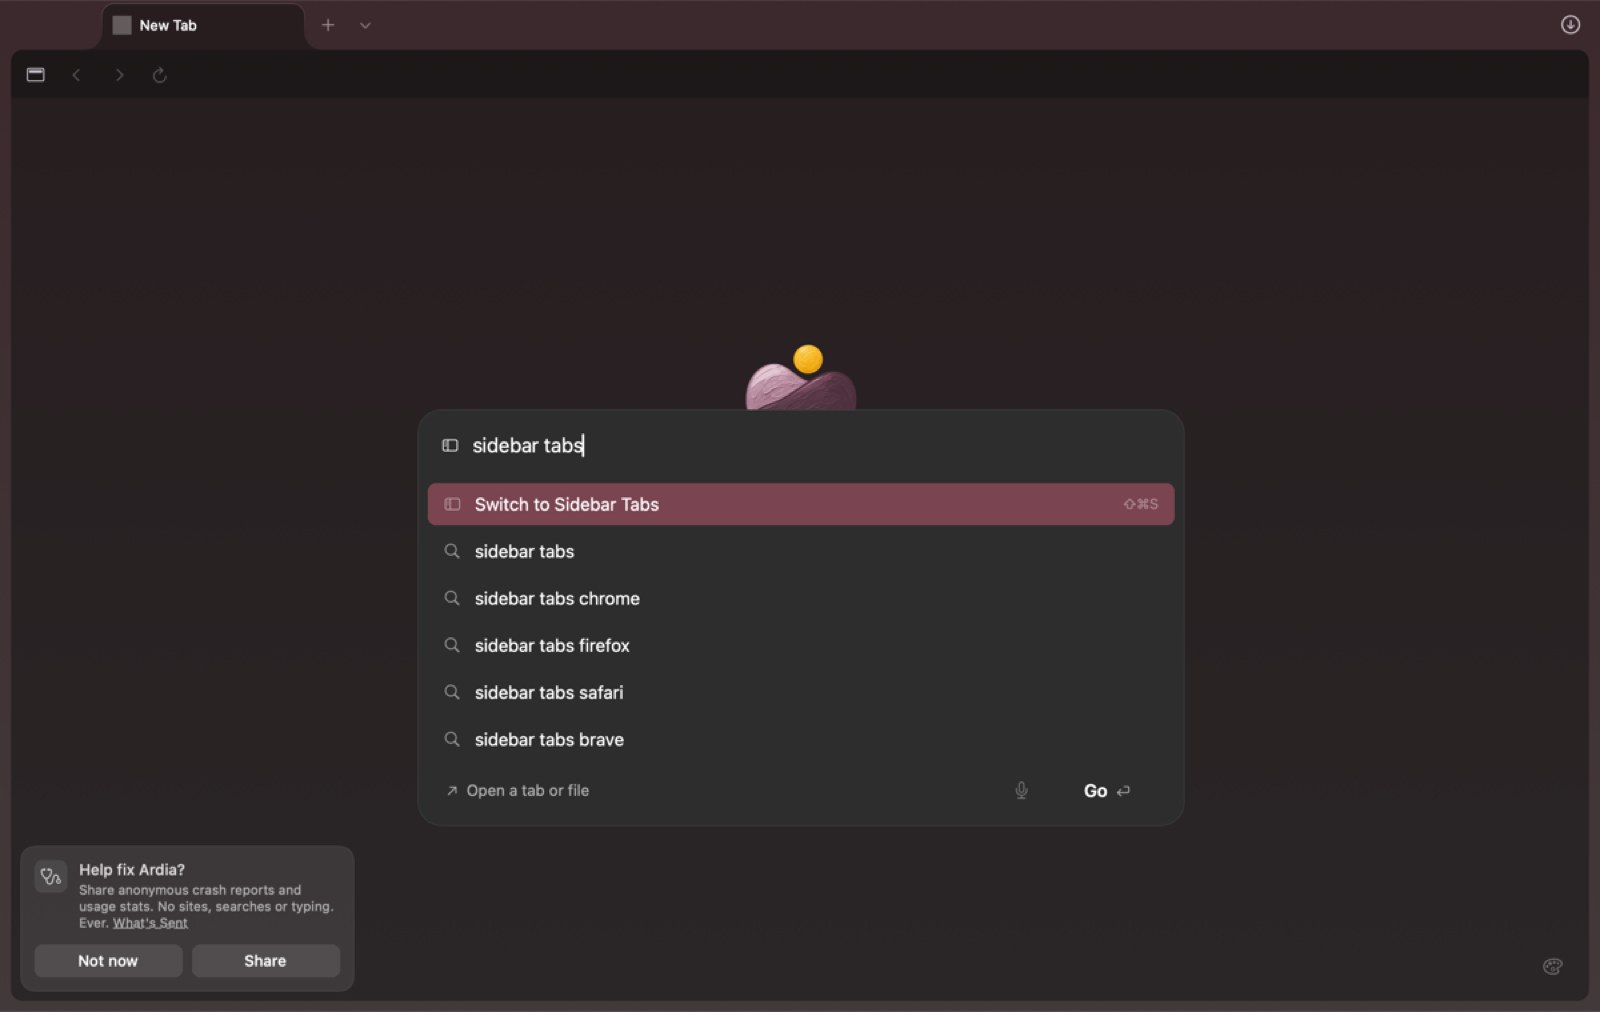 New Tab
sidebar tabs
Switch to Sidebar Tabs ⇧⌘S
sidebar tabs
sidebar tabs chrome
sidebar tabs firefox
sidebar tabs safari
sidebar tabs brave
Open a tab or file
Go
Help fix Ardia?
Share anonymous crash reports and
usage stats. No sites, searches or typing.
Ever. What's Sent
Not now
Share